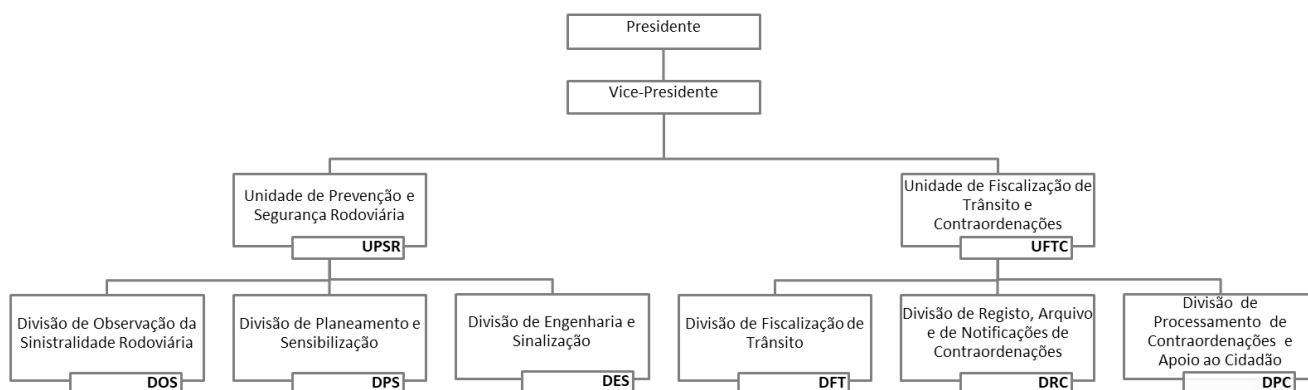 Presidente
Vice-Presidente
Unidade de Prevenção e
Segurança Rodoviária
UPSR
Unidade de Fiscalização de
Trânsito e
Contraordenações
UFTC
Divisão de Observação da
Sinistralidade Rodoviária
DOS
Divisão de Planeamento e
Sensibilização
DPS
Divisão de Engenharia e
Sinalização
DES
Divisão de Fiscalização de
Trânsito
DFT
Divisão de Registo, Arquivo
e de Notificações de
Contraordenações
DRC
Divisão de
Processamento de
Contraordenações e
Apoio ao Cidadão
DPC